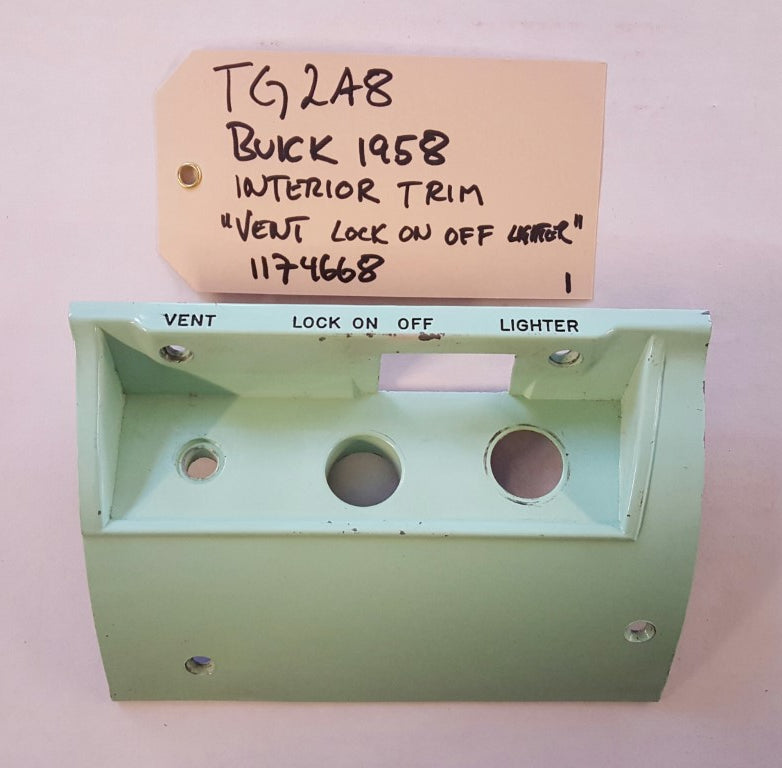 TG2A8
BUICK 1958
INTERIOR TRIM
"VENT LOCK ON OFF LIGHTER"
1174668
1
VENT LOCK ON OFF LIGHTER